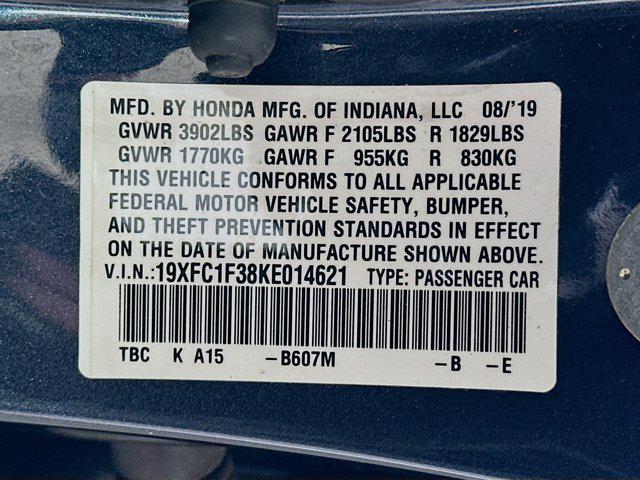 MFD. BY HONDA MFG. OF INDIANA, LLC 08/'19
GVWR 3902LBS GAWR F 2105LBS R 1829LBS
GVWR 1770KG GAWR F 955KG R 830KG
THIS VEHICLE CONFORMS TO ALL APPLICABLE
FEDERAL MOTOR VEHICLE SAFETY, BUMPER,
AND THEFT PREVENTION STANDARDS IN EFFECT
ON THE DATE OF MANUFACTURE SHOWN ABOVE.
V.I.N.:19XFC1F38KE014621 TYPE: PASSENGER CAR
TBC K A15 -B607M -B -E